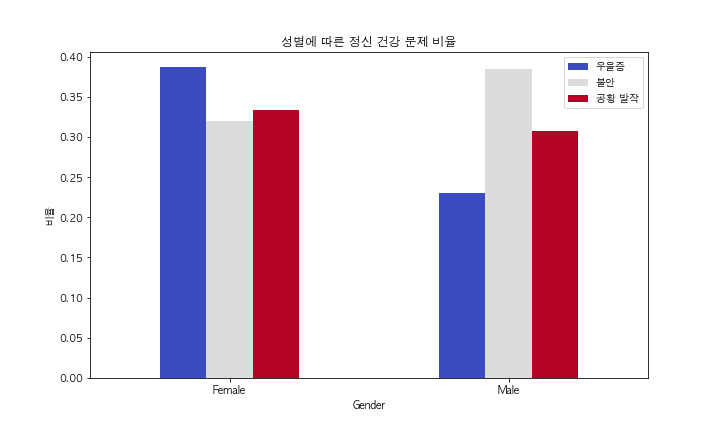 성별에 따른 정신 건강 문제 비율
우울증
불안
공황 발작
비율
0.40
0.35
0.30
0.25
0.20
0.15
0.10
0.05
0.00
Female
Male
Gender